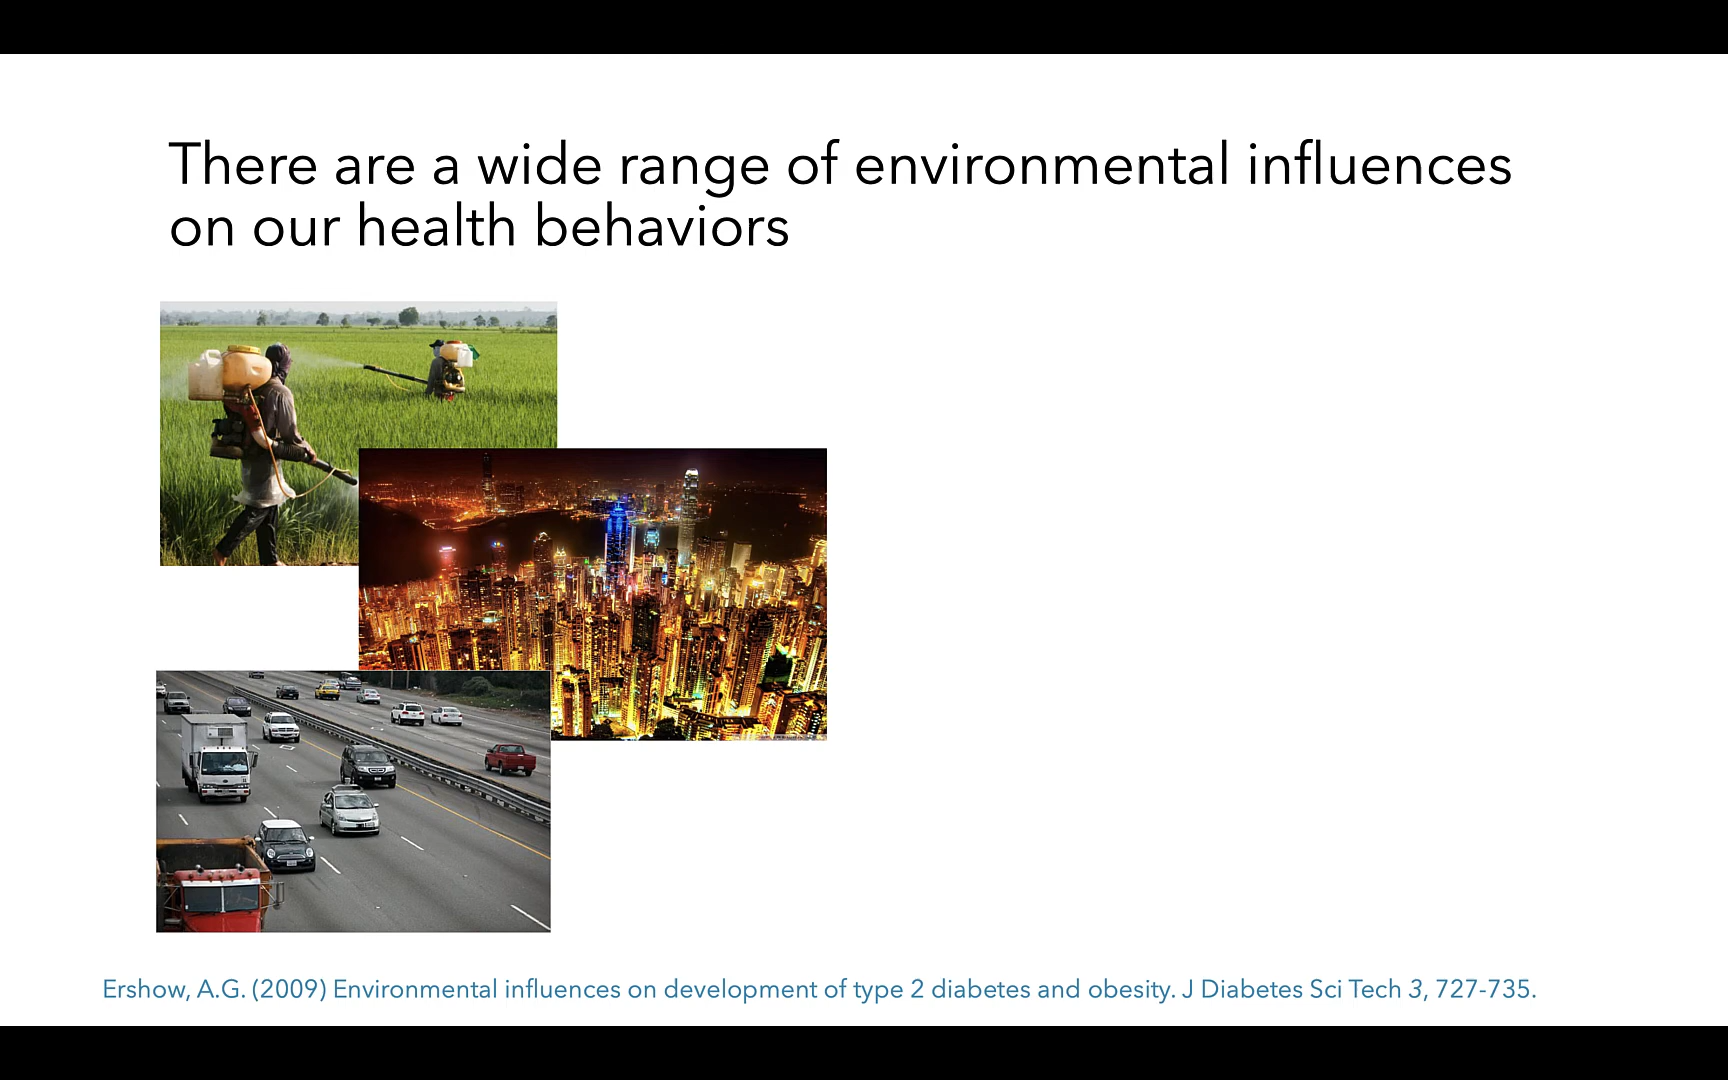 There are a wide range of environmental influences
on our health behaviors
Ershow, A.G. (2009) Environmental influences on development of type 2 diabetes and obesity. J Diabetes Sci Tech 3, 727-735.